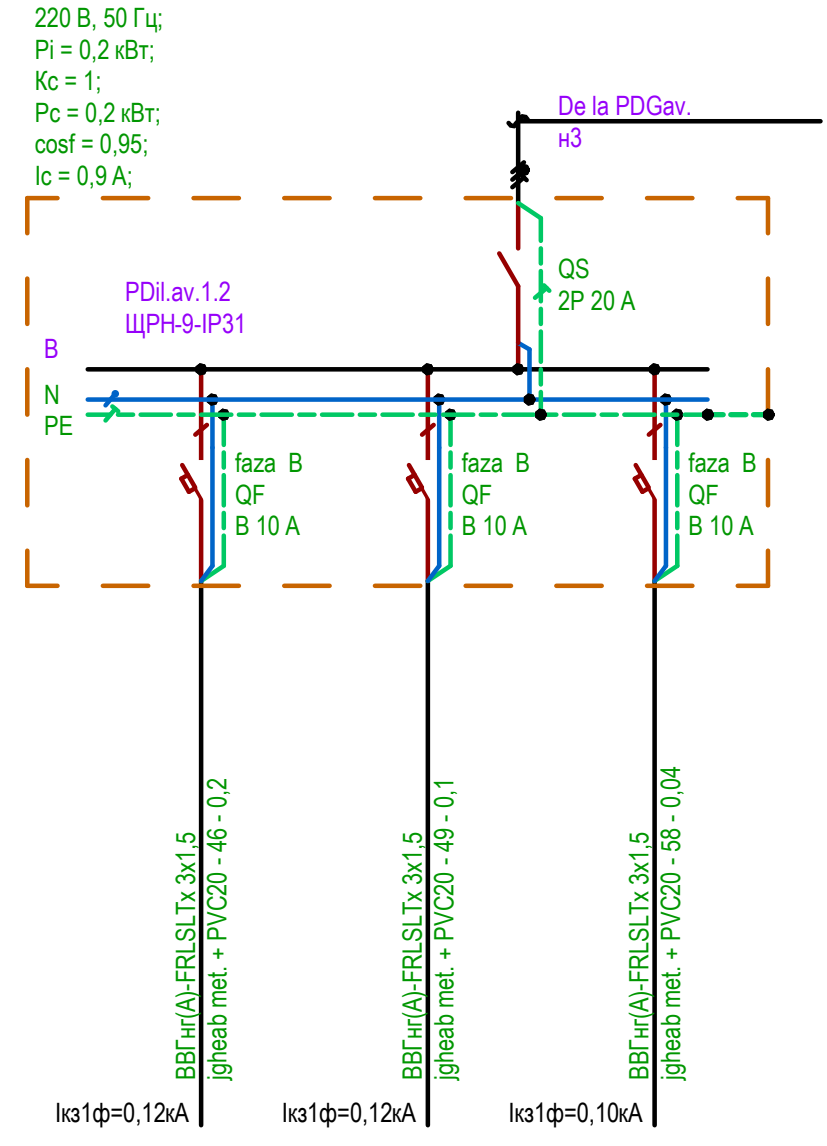 220 В, 50 Гц;
Pi = 0,2 кВт;
Кс = 1;
Рс = 0,2 кВт;
cosf = 0,95;
Ic = 0,9 А;
De la PDGav.
н3
QS
2P 20 A
PDil.av.1.2
ЩРН-9-IP31
B
N
PE
faza B
QF
B 10 A
faza B
QF
B 10 A
faza B
QF
B 10 A
ВВГнг(А)-FRLSLTx 3x1,5
jgheab met. + PVC20 - 46 - 0,2
ВВГнг(А)-FRLSLTx 3x1,5
jgheab met. + PVC20 - 49 - 0,1
ВВГнг(А)-FRLSLTx 3x1,5
jgheab met. + PVC20 - 58 - 0,04
Iкз1ф=0,12кА
Iкз1ф=0,12кА
Iкз1ф=0,10кА